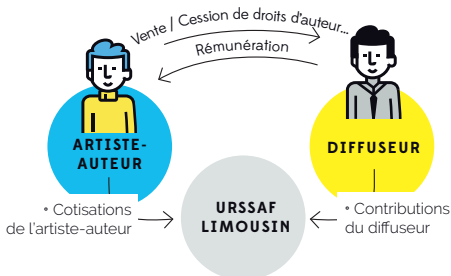 Vente / Cession de droits d'auteur...
Rémunération
ARTISTE-
AUTEUR
DIFFUSEUR
URSSAF
LIMOUSIN
• Cotisations
de l'artiste-auteur
• Contributions
du diffuseur